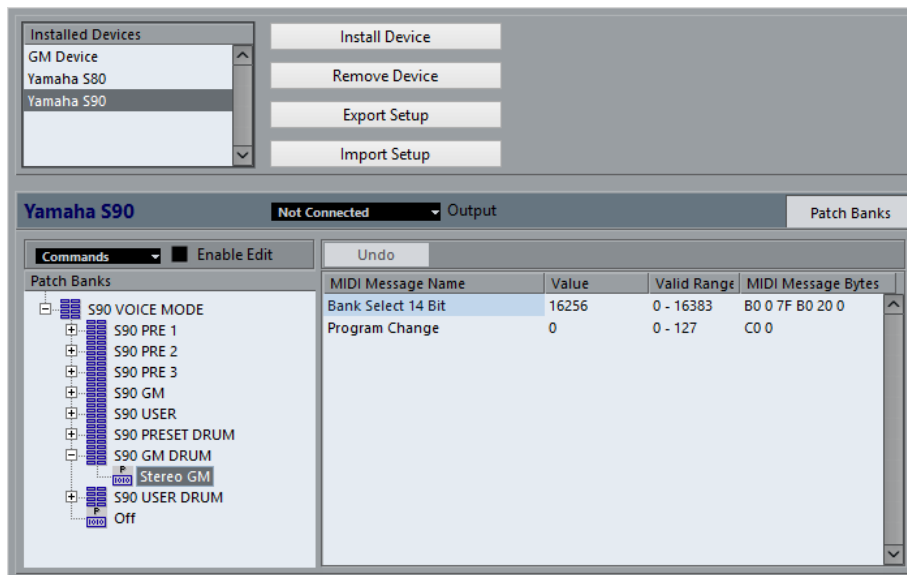 Installed Devices
GM Device
Yamaha S80
Yamaha S90
Install Device
Remove Device
Export Setup
Import Setup
Yamaha S90
Not Connected
Output
Patch Banks
Commands
Enable Edit
Undo
Patch Banks
MIDI Message Name Value Valid Range MIDI Message Bytes
Bank Select 14 Bit 16256 0 - 16383 B0 0 7F B0 20 0
Program Change 0 0 - 127 C0 0
S90 VOICE MODE
S90 PRE 1
S90 PRE 2
S90 PRE 3
S90 GM
S90 USER
S90 PRESET DRUM
S90 GM DRUM
P
1010
Stereo GM
S90 USER DRUM
P
1010
Off